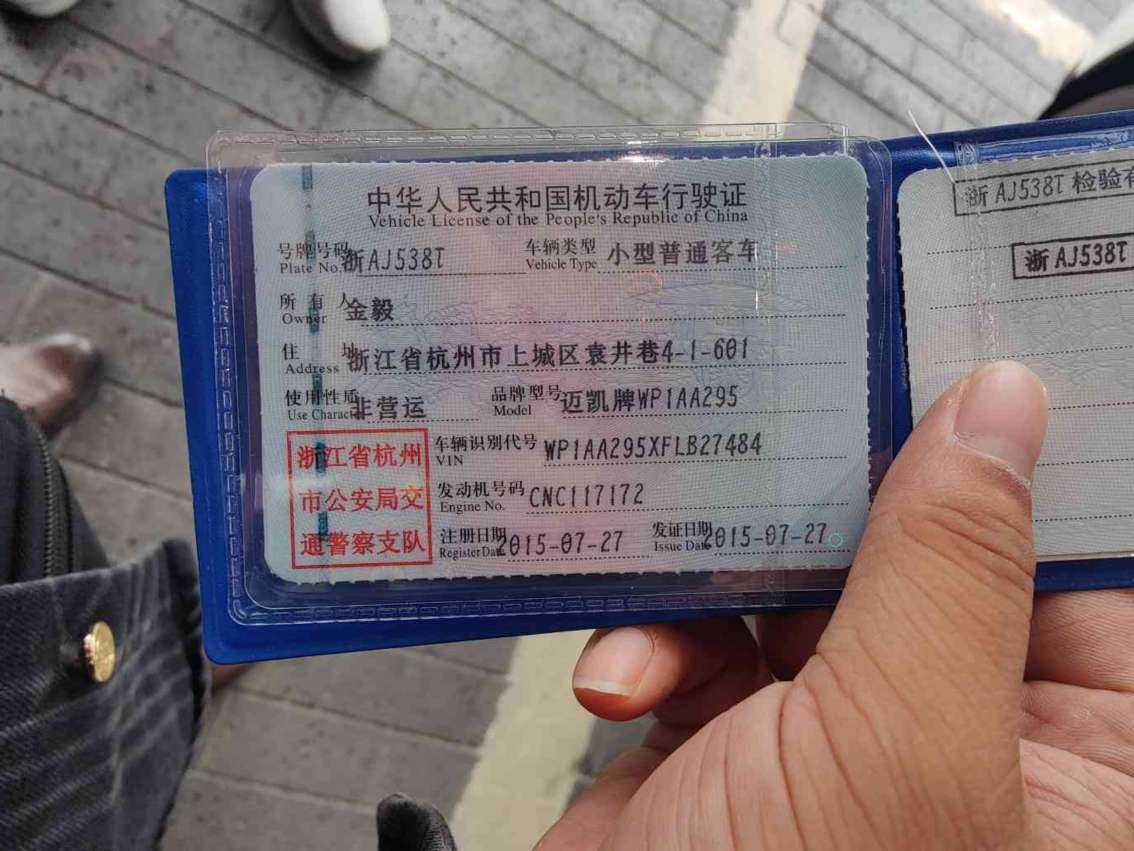 中华人民共和国机动车行驶证
Vehicle License of the People's Republic of China
号牌号码 浙AJ538T 车辆类型 小型普通客车
Plate No. Vehicle Type
所有人 金毅
Owner
住址 浙江省杭州市上城区袁井巷4-1-601
Address
使用性质 非营运 品牌型号 迈凯牌WP1AA295
Use Character Model
浙江省杭州
市公安局交
通警察支队
车辆识别代号 WP1AA295XFLB27484
VIN
发动机号码 CNC117172
Engine No.
注册日期 2015-07-27 发证日期 2015-07-27
Register Date Issue Date
浙AJ538T 检验有
浙AJ538T